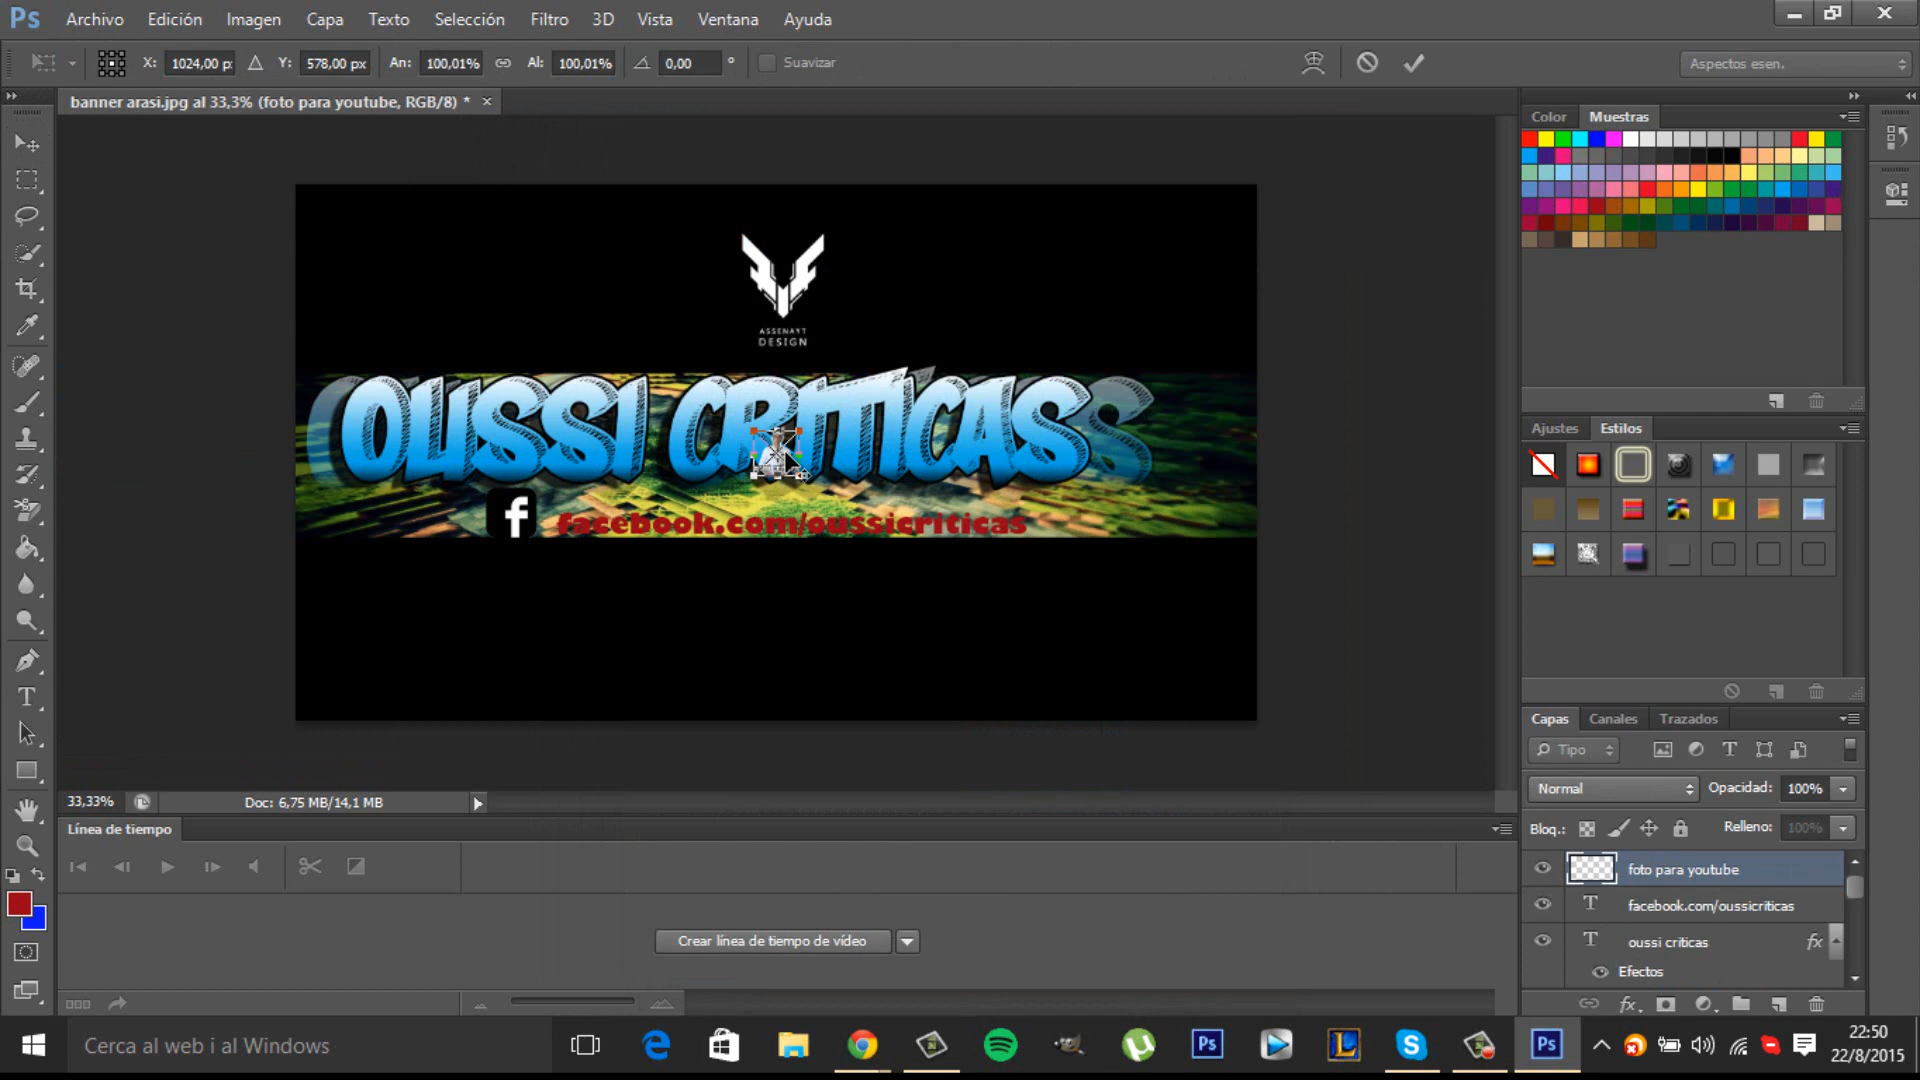 Ps Archivo Edición Imagen Capa Texto Selección Filtro 3D Vista Ventana Ayuda
X: 1024,00 p Y: 578,00 px An: 100,01% Al: 100,01% 0,00 ° Suavizar Aspectos esen.
banner arasi.jpg al 33,3% (foto para youtube, RGB/8) *
Color Muestras
ASSENAYT
DESIGN
OUSSI CRITICAS
f facebook.com/oussicriticas
Ajustes Estilos
Capas Canales Trazados
Tipo
Normal Opacidad: 100%
Bloq.: Relleno: 100%
foto para youtube
T facebook.com/oussicriticas
T oussi criticas fx
Efectos
33,33% Doc: 6,75 MB/14,1 MB
Línea de tiempo
Crear línea de tiempo de vídeo
Cerca al web i al Windows
22:50
22/8/2015